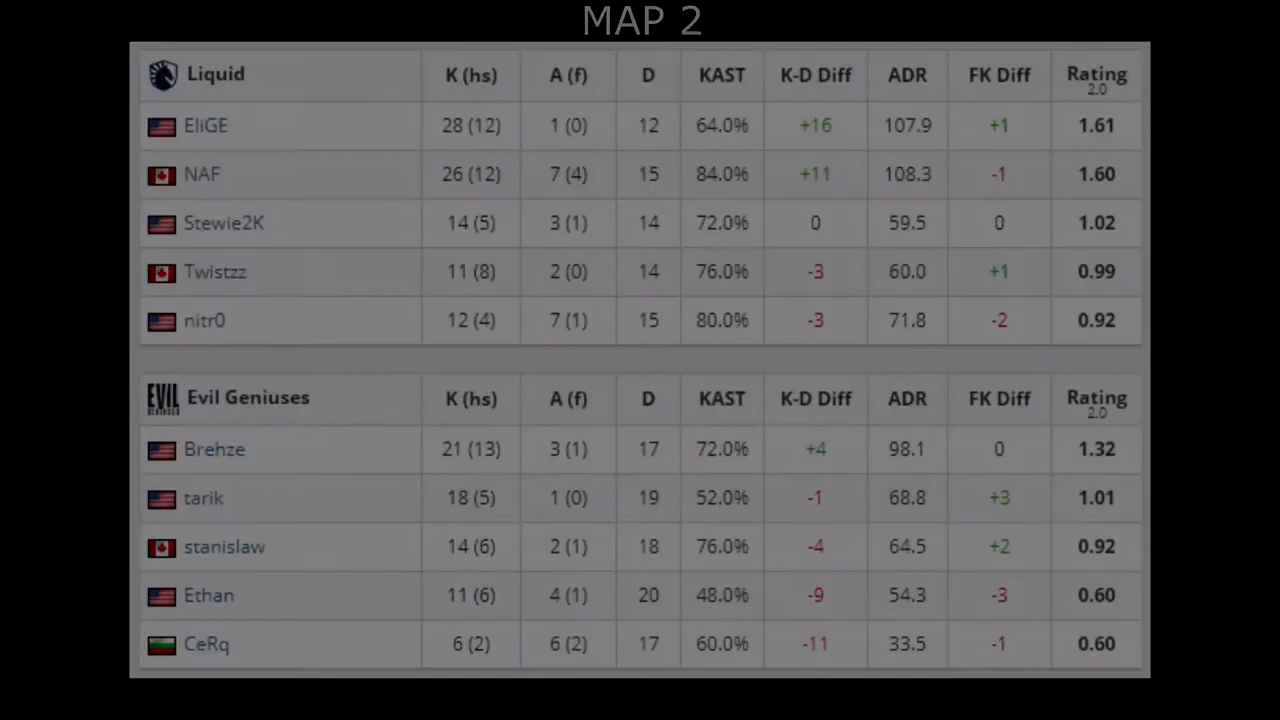 MAP 2
Liquid K (hs) A (f) D KAST K-D Diff ADR FK Diff Rating 2.0
EliGE 28 (12) 1 (0) 12 64.0% +16 107.9 +1 1.61
NAF 26 (12) 7 (4) 15 84.0% +11 108.3 -1 1.60
Stewie2K 14 (5) 3 (1) 14 72.0% 0 59.5 0 1.02
Twistzz 11 (8) 2 (0) 14 76.0% -3 60.0 +1 0.99
nitr0 12 (4) 7 (1) 15 80.0% -3 71.8 -2 0.92
EVIL GENIUSES Evil Geniuses K (hs) A (f) D KAST K-D Diff ADR FK Diff Rating 2.0
Brehze 21 (13) 3 (1) 17 72.0% +4 98.1 0 1.32
tarik 18 (5) 1 (0) 19 52.0% -1 68.8 +3 1.01
stanislaw 14 (6) 2 (1) 18 76.0% -4 64.5 +2 0.92
Ethan 11 (6) 4 (1) 20 48.0% -9 54.3 -3 0.60
CeRq 6 (2) 6 (2) 17 60.0% -11 33.5 -1 0.60